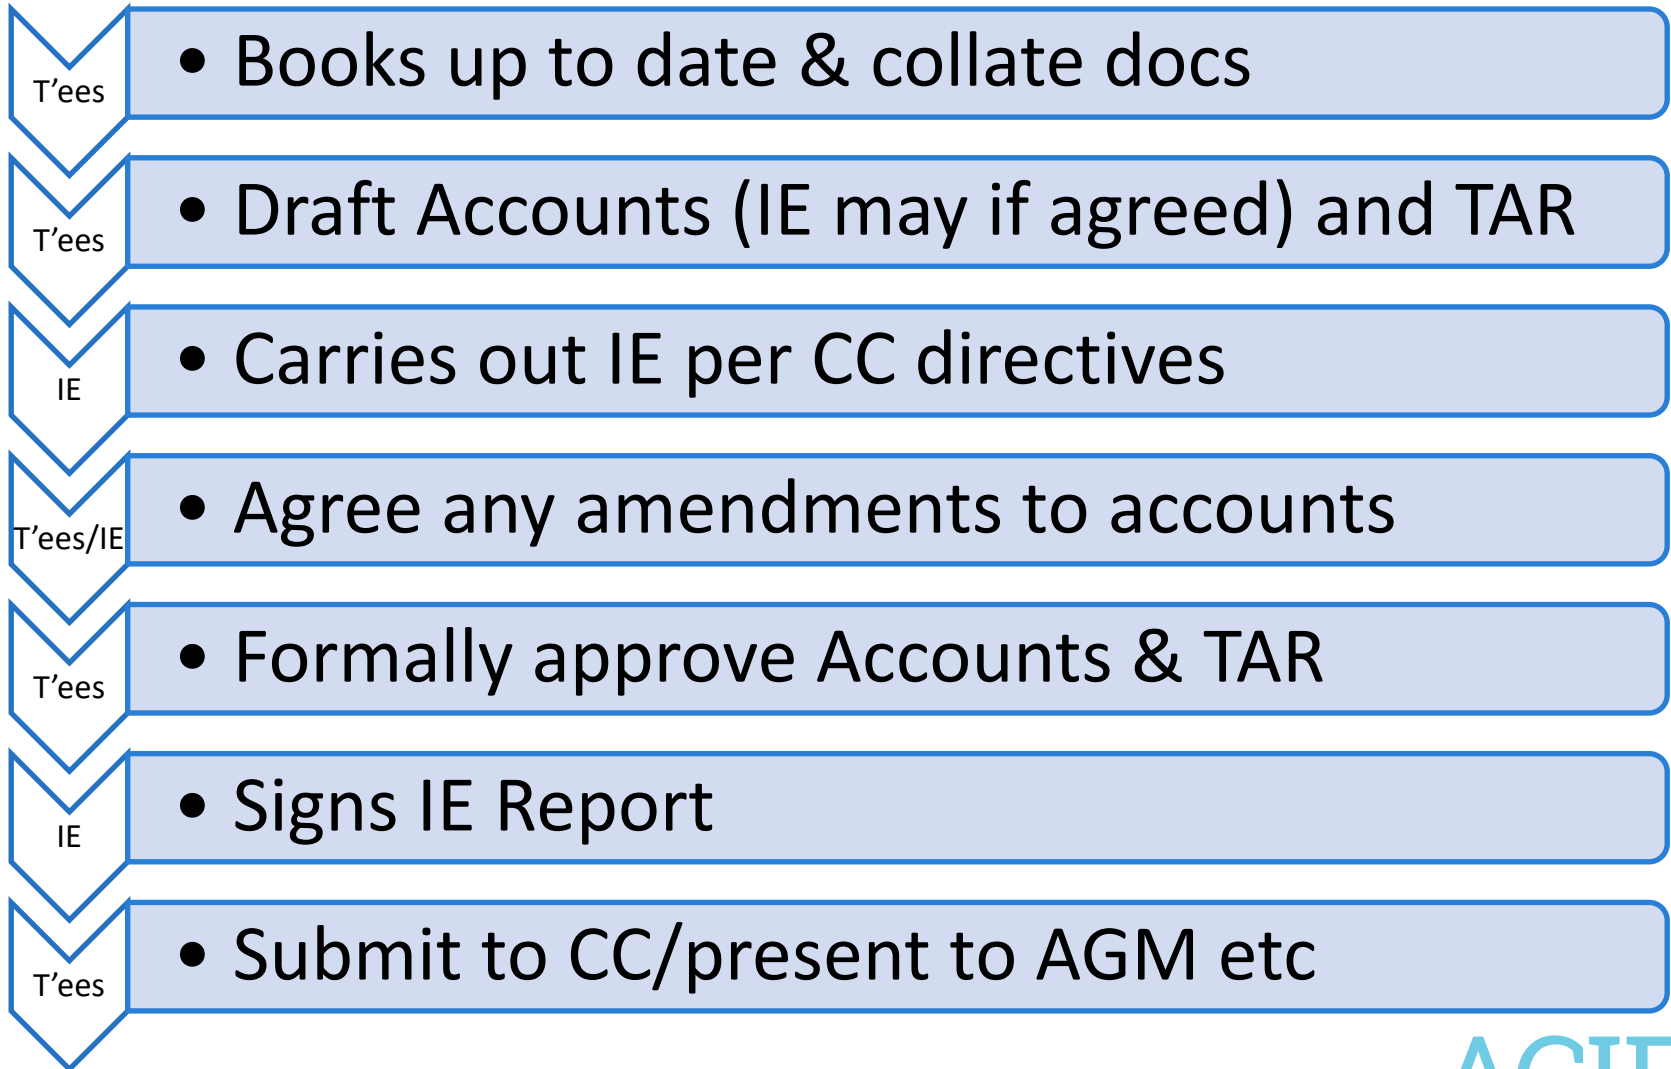 T’ees
• Books up to date & collate docs
T’ees
• Draft Accounts (IE may if agreed) and TAR
IE
• Carries out IE per CC directives
T’ees/IE
• Agree any amendments to accounts
T’ees
• Formally approve Accounts & TAR
IE
• Signs IE Report
T’ees
• Submit to CC/present to AGM etc